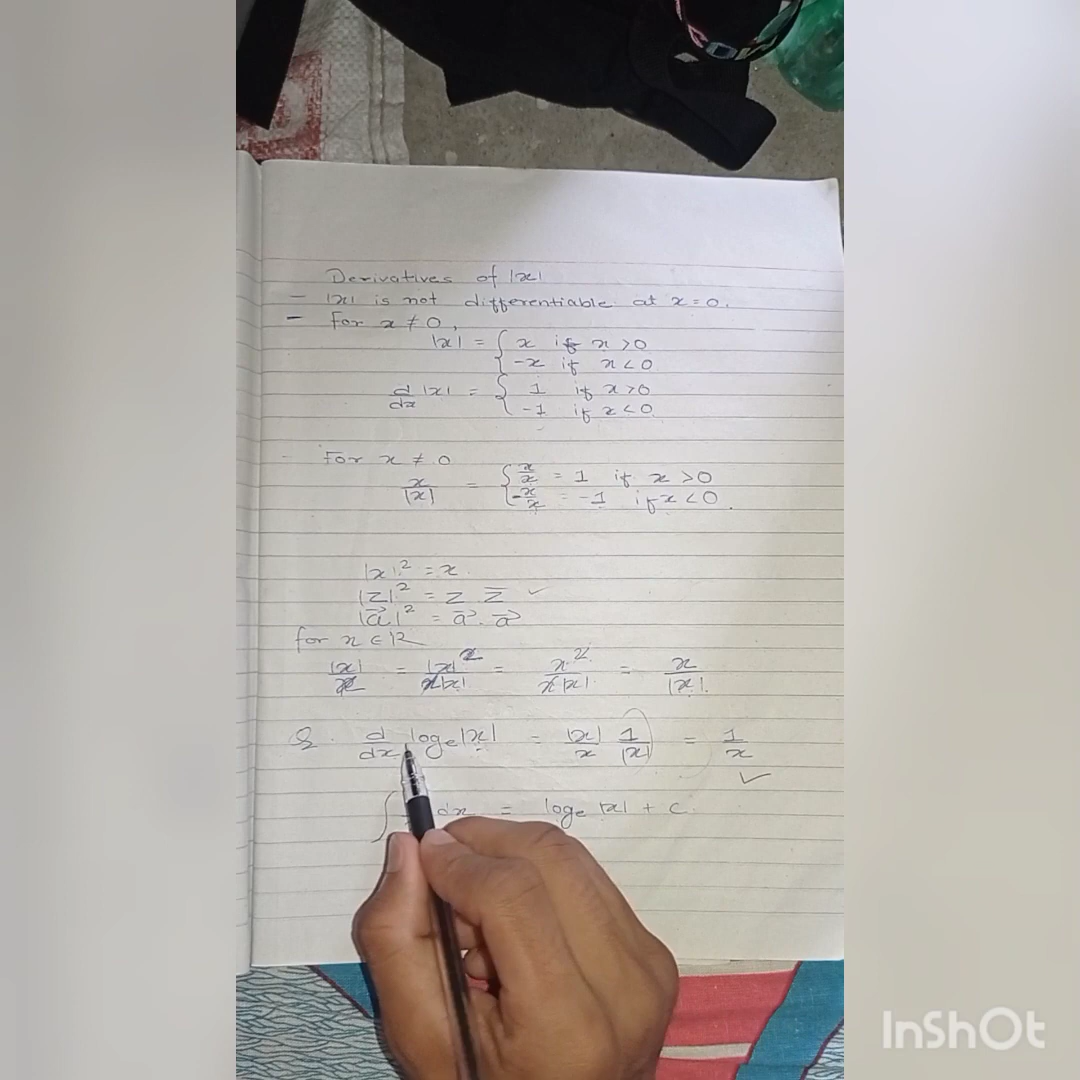 Derivatives of |x|
- |x| is not differentiable at x=0.
- For x ≠ 0,
|x| = { x if x > 0
-x if x < 0
d/dx |x| = { 1 if x > 0
-1 if x < 0
- For x ≠ 0
x/|x| = { x/x = 1 if x > 0
-x/x = -1 if x < 0.
|x|² = x.
|z|² = z z̅ ✓
|a⃗|² = a⃗ . a⃗
for x ∈ R
|x|/x = |x|²/x|x| = x²/x|x|. = x/|x|.
Q. d/dx logₑ|x| = |x|/x 1/|x| = 1/x
✓
∫ dx = logₑ |x| + c.
InShOt